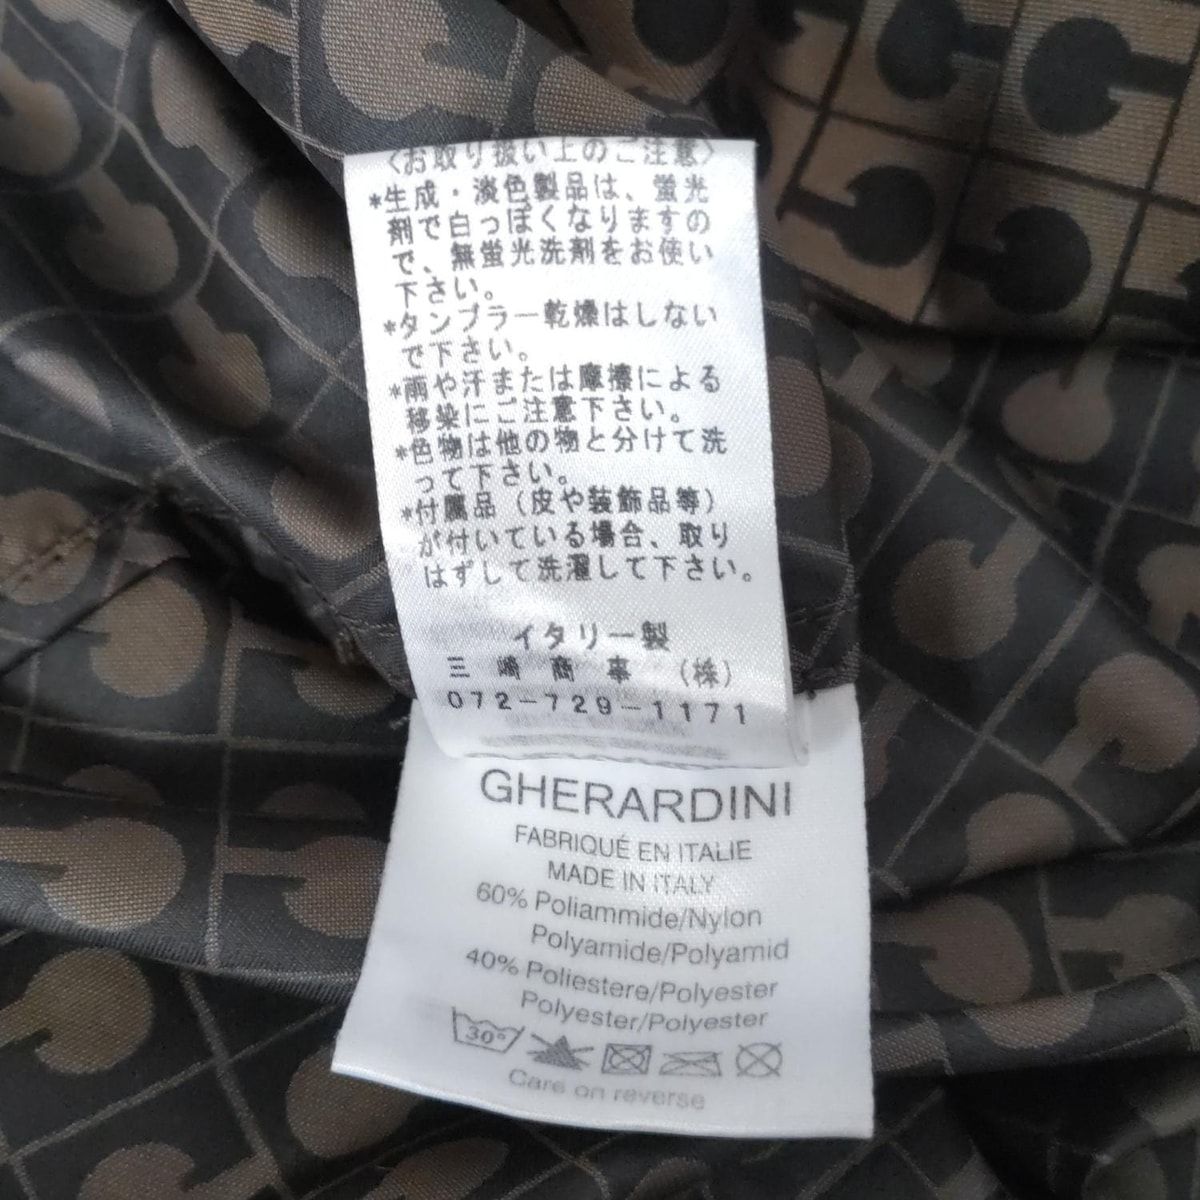 〈お取り扱い上のご注意〉
*生成・淡色製品は、蛍光
剤で白っぽくなりますの
で、無蛍光洗剤をお使い
下さい。
*タンブラー乾燥はしない
で下さい。
*雨や汗または摩擦による
移染にご注意下さい。
*色物は他の物と分けて洗
って下さい。
*付属品（皮や装飾品等）
が付いている場合、取り
はずして洗濯して下さい。
イタリー製
三崎商事（株）
072-729-1171
GHERARDINI
FABRIQUÉ EN ITALIE
MADE IN ITALY
60% Poliammide/Nylon
Polyamide/Polyamid
40% Poliestere/Polyester
Polyester/Polyester
30°
Care on reverse